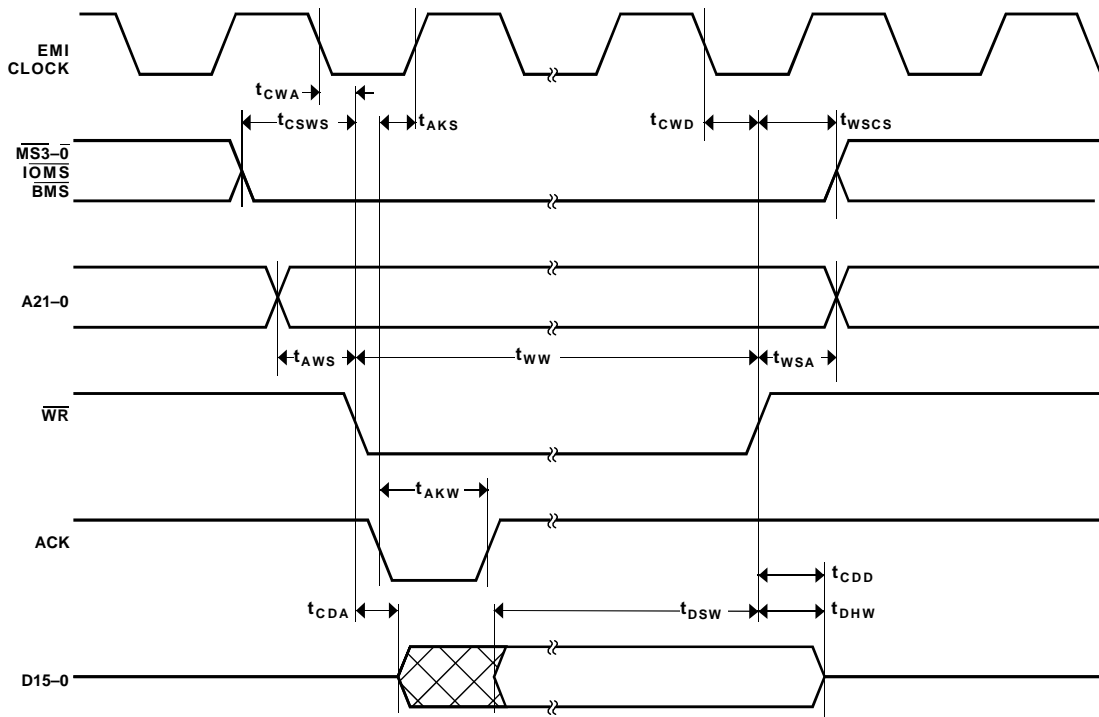 EMI
CLOCK
tCWA
tCSWS
tAKS
tCWD
tWSCS
MS3–0
IOMS
BMS
A21–0
tAWS
tWW
tWSA
WR
tAKW
ACK
tCDD
tCDA
tDSW
tDHW
D15–0